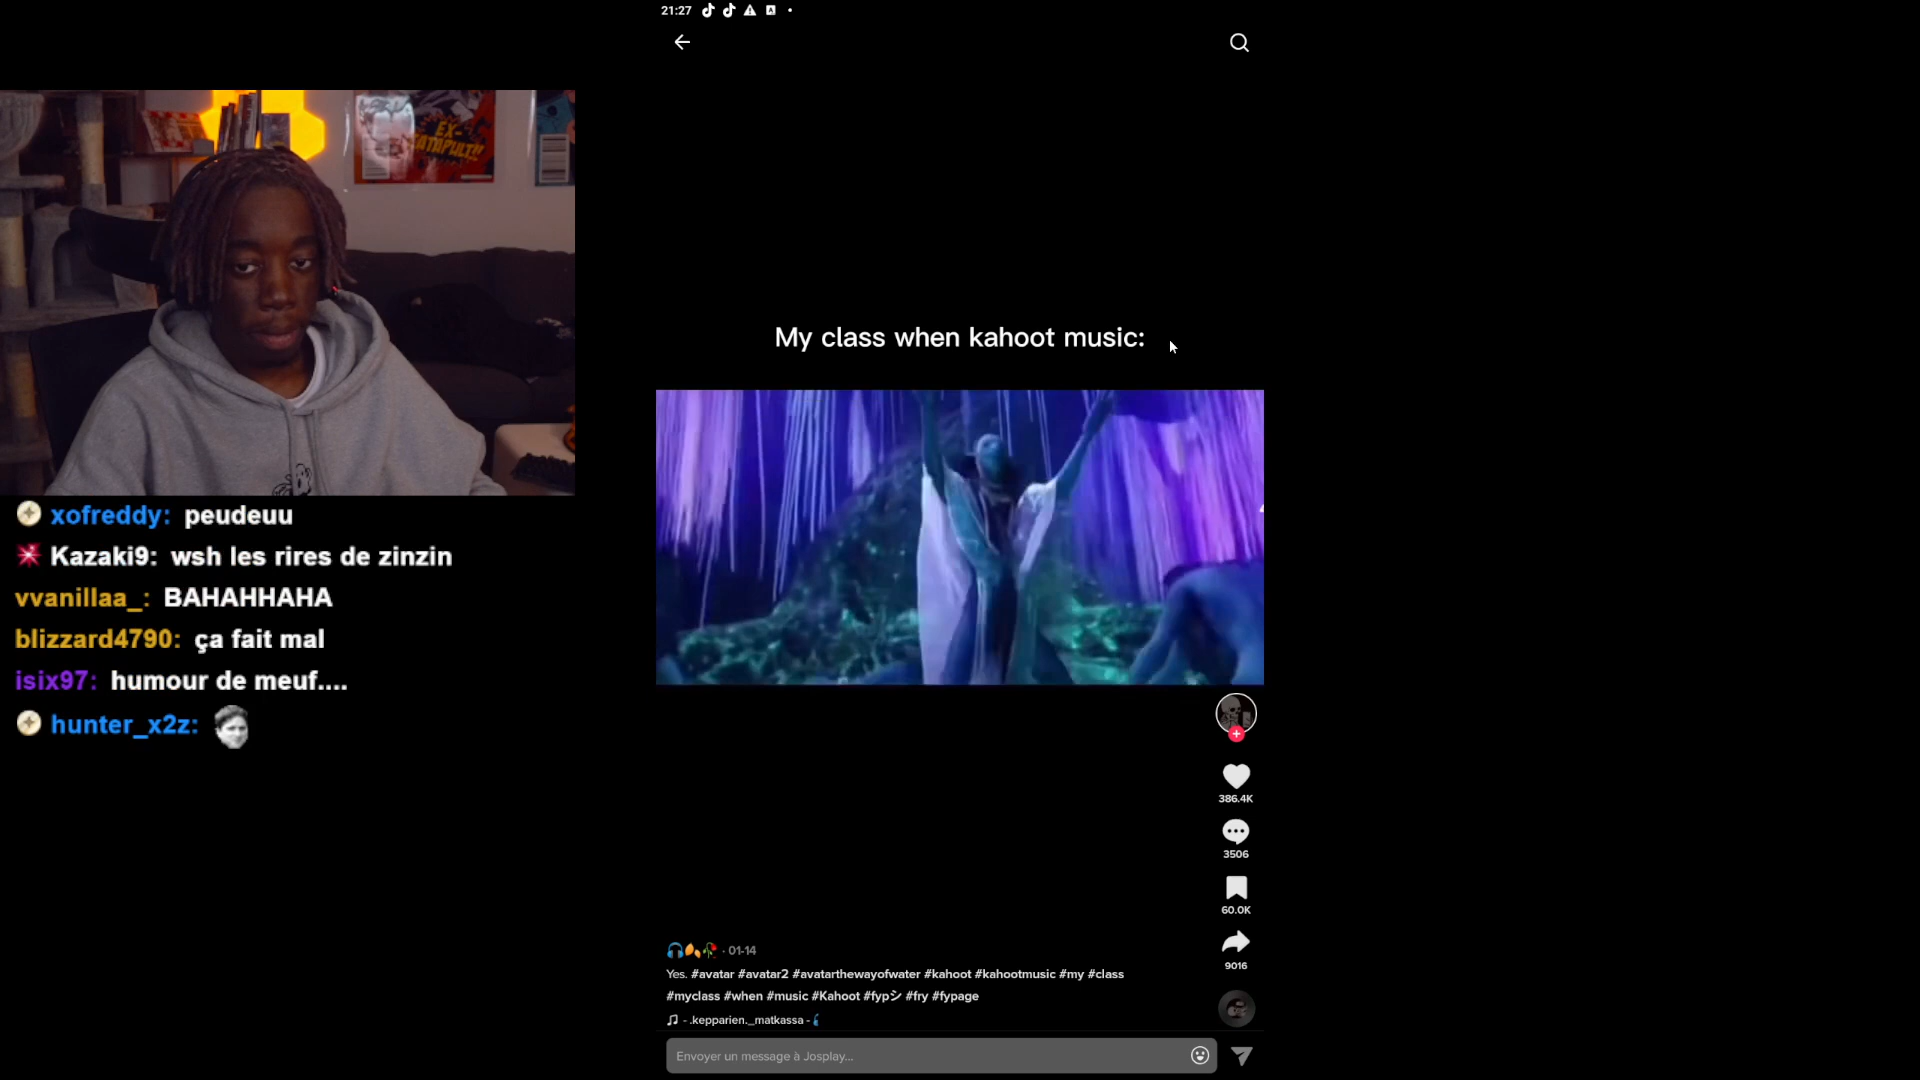 21:27
EX-
CATAPULT!!
My class when kahoot music:
xofreddy: peudeuu
Kazaki9: wsh les rires de zinzin
vvanillaa_: BAHAHHAHA
blizzard4790: ça fait mal
isix97: humour de meuf....
hunter_x2z:
386.4K
3506
60.0K
9016
· 01-14
Yes. #avatar #avatar2 #avatarthewayofwater #kahoot #kahootmusic #my #class
#myclass #when #music #Kahoot #fypシ #fry #fypage
- .kepparien._matkassa -
Envoyer un message à Josplay...